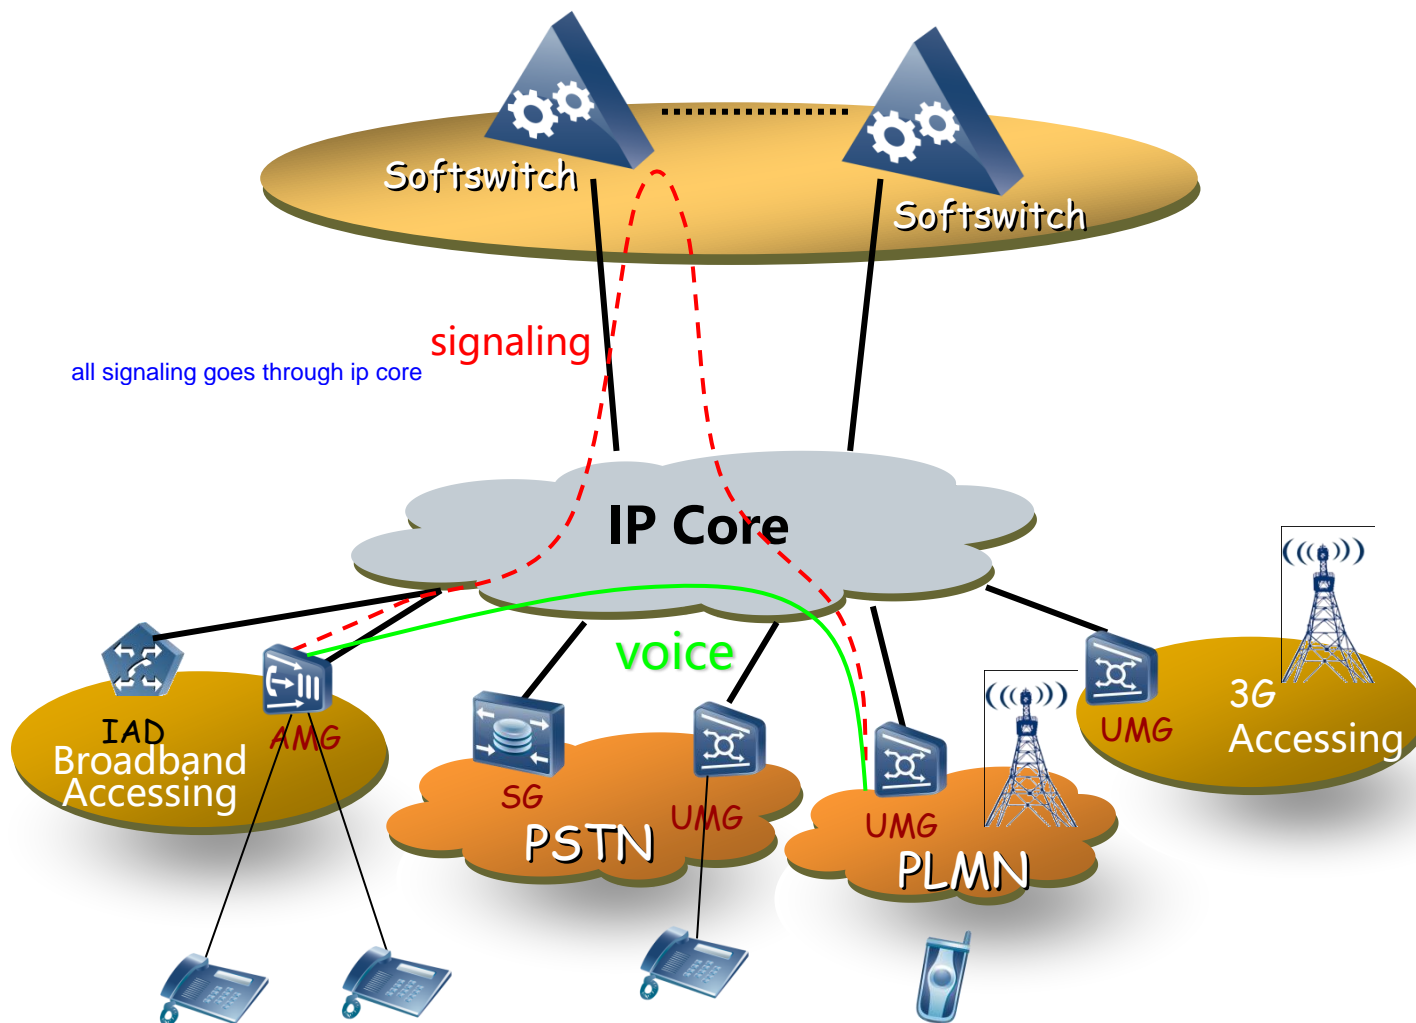 Softswitch
Softswitch
signaling
all signaling goes through ip core
IP Core
voice
IAD
AMG
Broadband
Accessing
SG
UMG
PSTN
UMG
PLMN
UMG
3G
Accessing